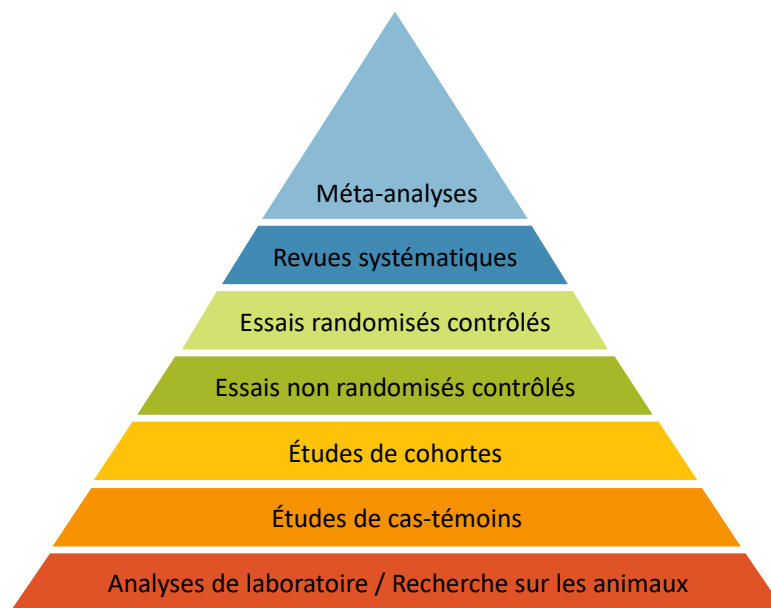 Méta-analyses
Revues systématiques
Essais randomisés contrôlés
Essais non randomisés contrôlés
Études de cohortes
Études de cas-témoins
Analyses de laboratoire / Recherche sur les animaux